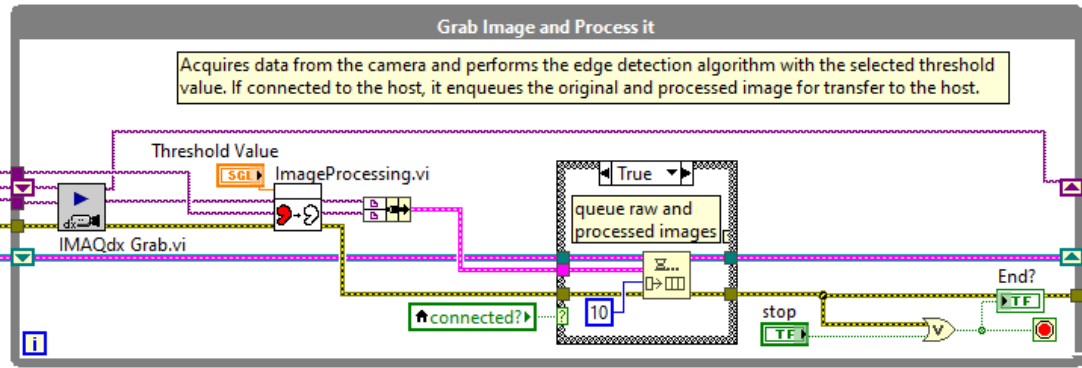 Grab Image and Process it
Acquires data from the camera and performs the edge detection algorithm with the selected threshold
value. If connected to the host, it enqueues the original and processed image for transfer to the host.
Threshold Value
SGL
ImageProcessing.vi
True
queue raw and
processed images
dx
IMAQdx Grab.vi
End?
TF
10
connected?
?
stop
TF
V
i